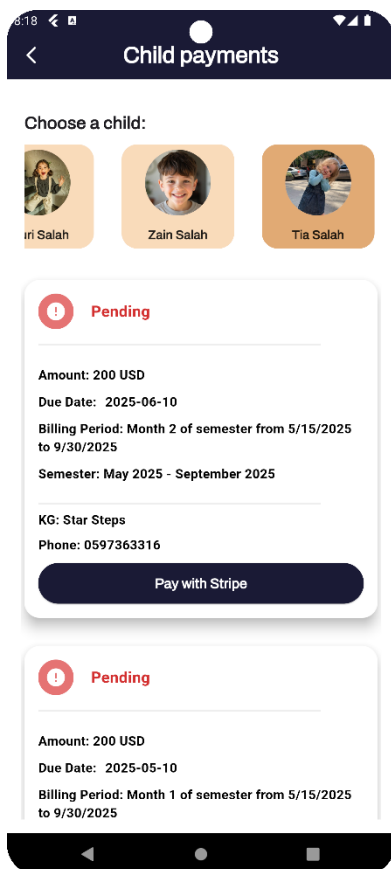 8:18
Child payments
Choose a child:
uri Salah
Zain Salah
Tia Salah
Pending
Amount: 200 USD
Due Date: 2025-06-10
Billing Period: Month 2 of semester from 5/15/2025
to 9/30/2025
Semester: May 2025 - September 2025
KG: Star Steps
Phone: 0597363316
Pay with Stripe
Pending
Amount: 200 USD
Due Date: 2025-05-10
Billing Period: Month 1 of semester from 5/15/2025
to 9/30/2025